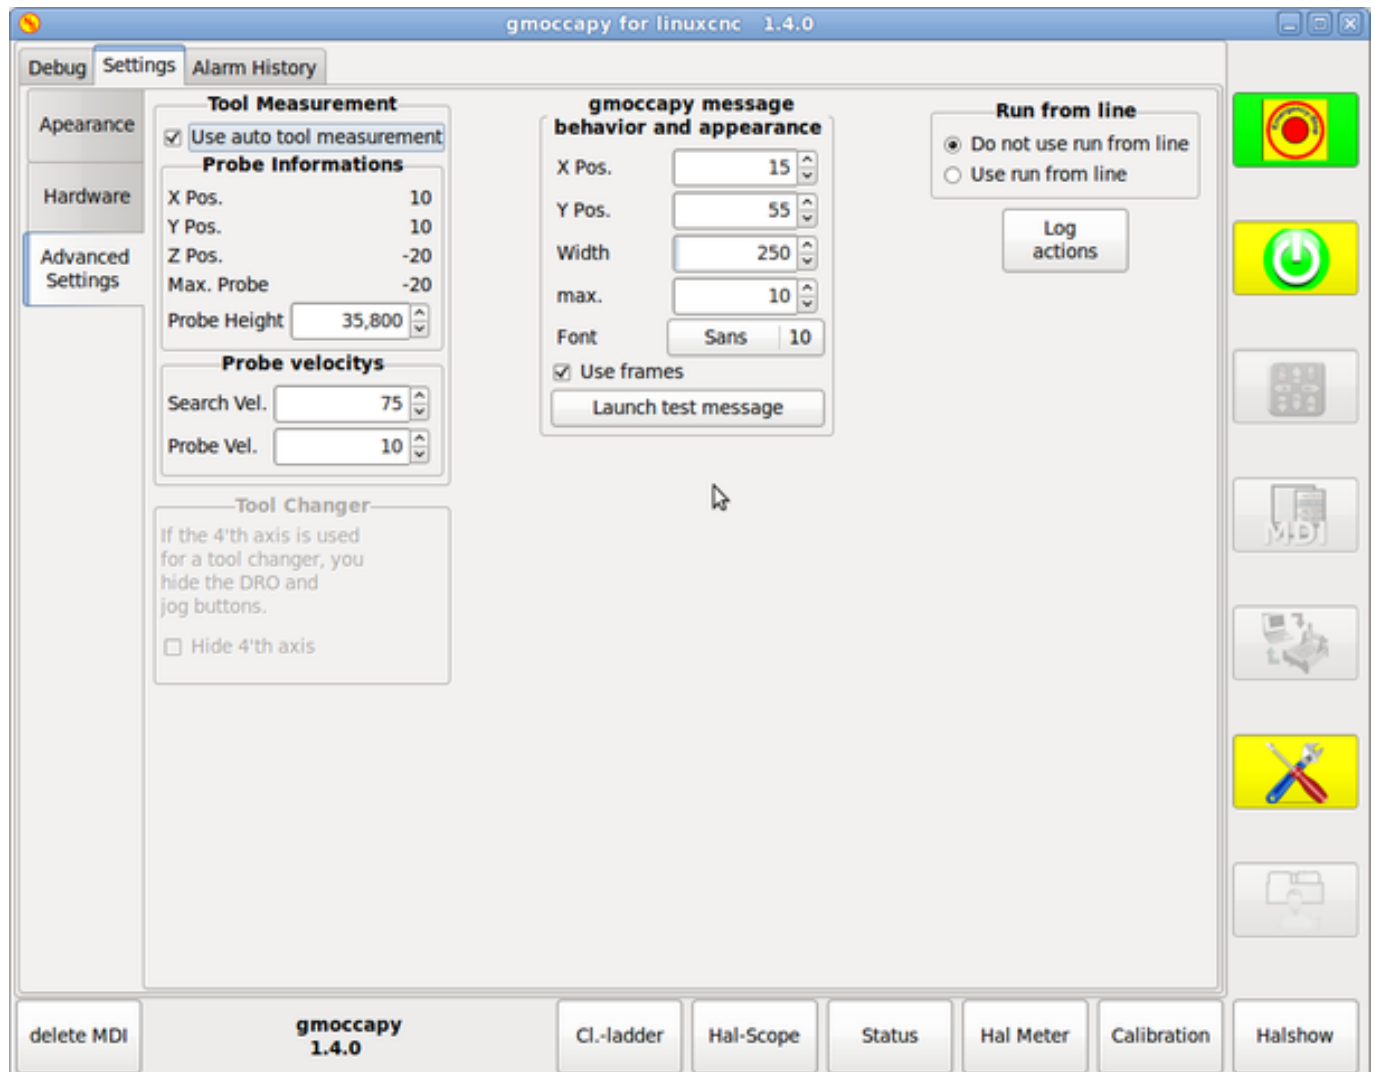 gmoccapy for linuxcnc 1.4.0
Debug
Settings
Alarm History
Apearance
Hardware
Advanced
Settings
Tool Measurement
Use auto tool measurement
Probe Informations
X Pos. 10
Y Pos. 10
Z Pos. -20
Max. Probe -20
Probe Height 35,800
Probe velocitys
Search Vel. 75
Probe Vel. 10
Tool Changer
If the 4'th axis is used
for a tool changer, you
hide the DRO and
jog buttons.
Hide 4'th axis
gmoccapy message
behavior and appearance
X Pos. 15
Y Pos. 55
Width 250
max. 10
Font Sans 10
Use frames
Launch test message
Run from line
Do not use run from line
Use run from line
Log
actions
MDI
delete MDI
gmoccapy
1.4.0
Cl.-ladder
Hal-Scope
Status
Hal Meter
Calibration
Halshow